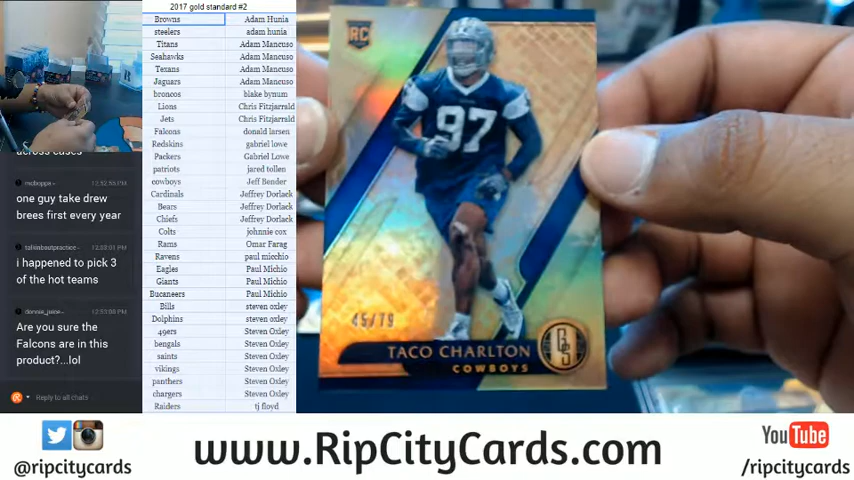 2017 gold standard #2
Browns Adam Hunia
steelers adam hunia
Titans Adam Mancuso
Seahawks Adam Mancuso
Texans Adam Mancuso
Jaguars Adam Mancuso
broncos blake bynum
Lions Chris Fitzjarrald
Jets Chris Fitzjarrald
Falcons donald larsen
Redskins gabriel lowe
Packers Gabriel Lowe
patriots jared tollen
cowboys Jeff Bender
Cardinals Jeffrey Dorlack
Bears Jeffrey Dorlack
Chiefs Jeffrey Dorlack
Colts johnnie cox
Rams Omar Farag
Ravens paul micchio
Eagles Paul Michio
Giants Paul Michio
Bucaneers Paul Michio
Bills steven oxley
Dolphins steven oxley
49ers Steven Oxley
bengals Steven Oxley
saints Steven Oxley
vikings Steven Oxley
panthers Steven Oxley
chargers Steven Oxley
Raiders tj floyd
across cases
one guy take drew
brees first every year
talkinboutpractice
i happened to pick 3
of the hot teams
Are you sure the
Falcons are in this
product?...lol
Reply to all chats
RC
97
45/79
TACO CHARLTON
COWBOYS
GS
@ripcitycards
www.RipCityCards.com
YouTube
/ripcitycards